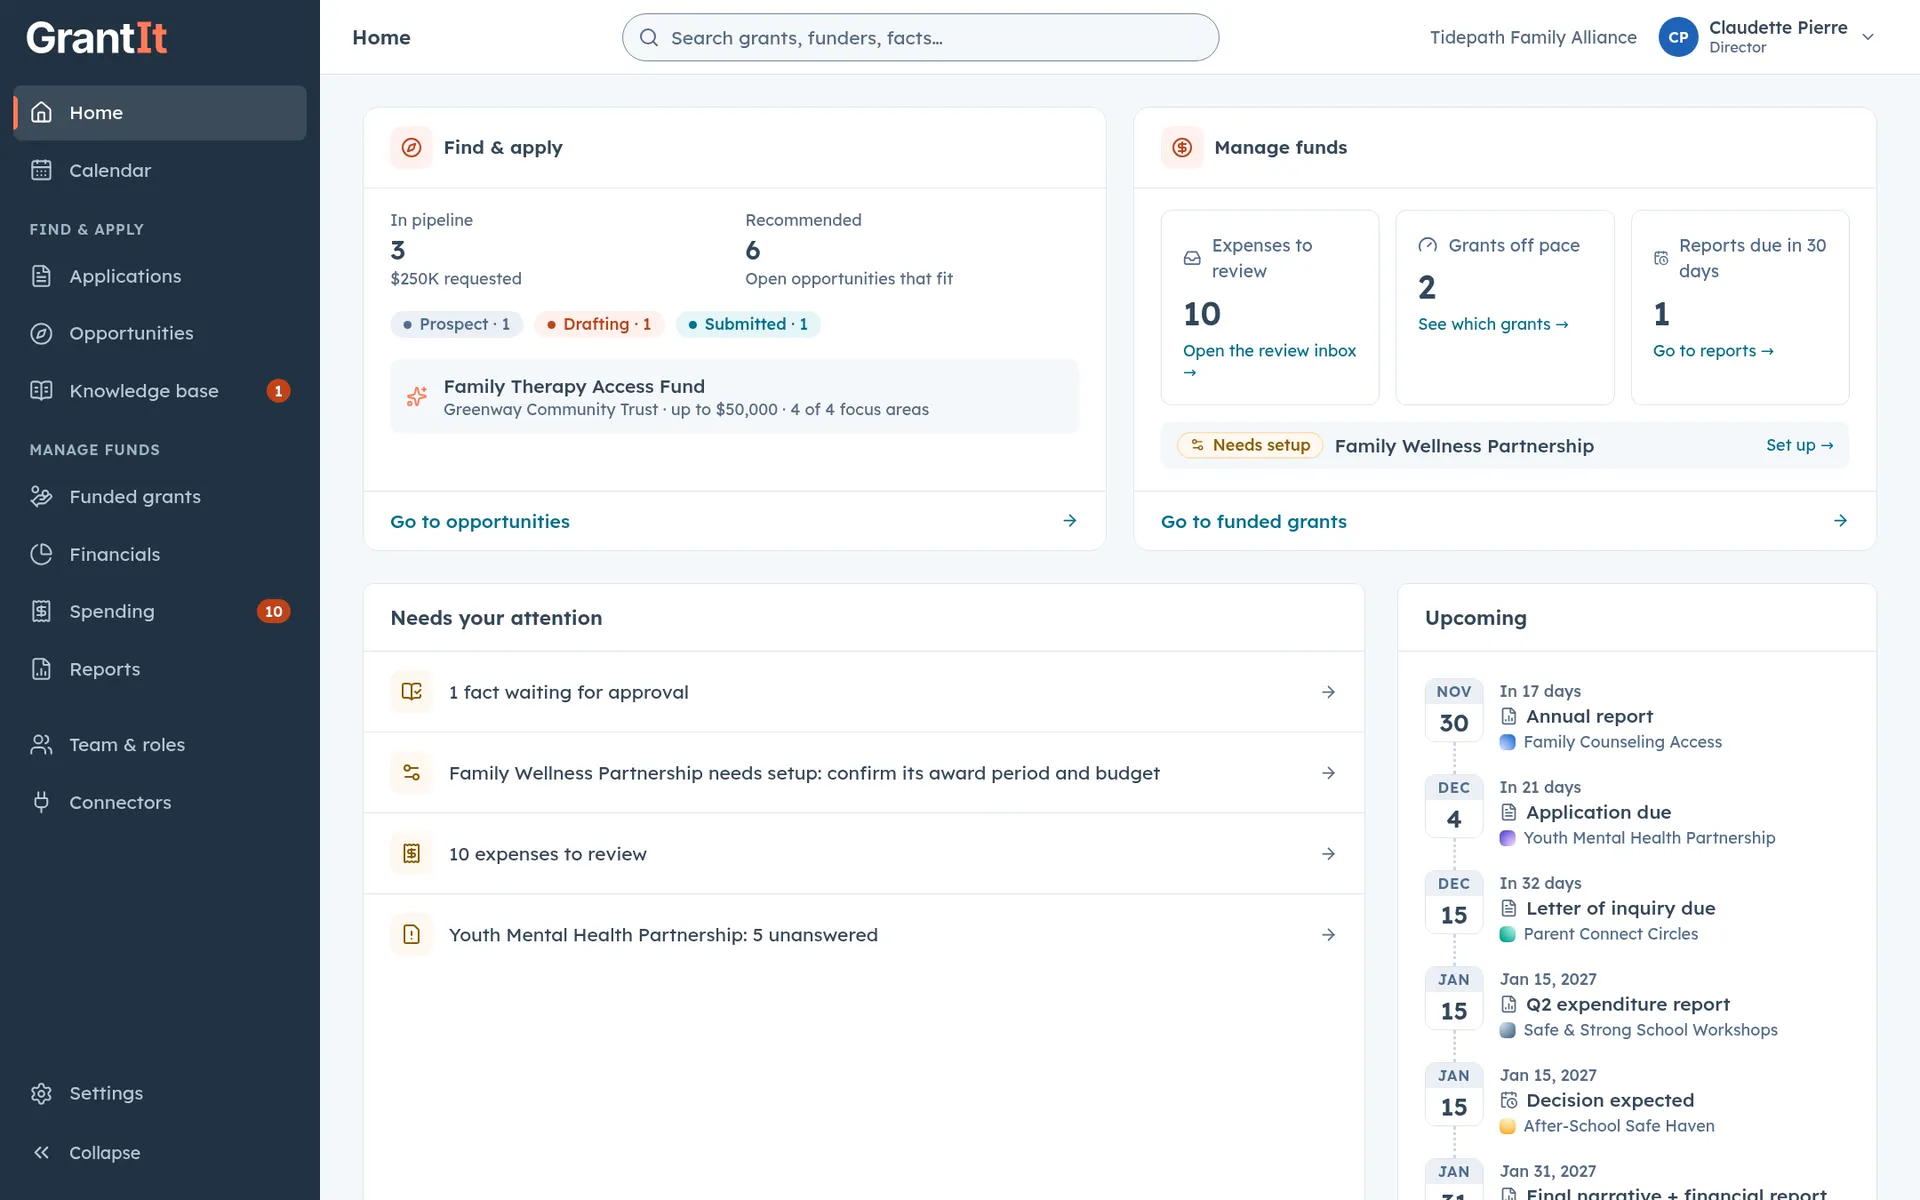 GrantIt
Home
Calendar
FIND & APPLY
Applications
Opportunities
Knowledge base
1
MANAGE FUNDS
Funded grants
Financials
Spending
10
Reports
Team & roles
Connectors
Settings
Collapse
Home
Search grants, funders, facts…
Tidepath Family Alliance
CP
Claudette Pierre
Director
Find & apply
In pipeline
3
$250K requested
Recommended
6
Open opportunities that fit
Prospect · 1
Drafting · 1
Submitted · 1
Family Therapy Access Fund
Greenway Community Trust · up to $50,000 · 4 of 4 focus areas
Go to opportunities
Manage funds
Expenses to
review
10
Open the review inbox
→
Grants off pace
2
See which grants →
Reports due in 30
days
1
Go to reports →
Needs setup
Family Wellness Partnership
Set up →
Go to funded grants
Needs your attention
1 fact waiting for approval
Family Wellness Partnership needs setup: confirm its award period and budget
10 expenses to review
Youth Mental Health Partnership: 5 unanswered
Upcoming
NOV
30
In 17 days
Annual report
Family Counseling Access
DEC
4
In 21 days
Application due
Youth Mental Health Partnership
DEC
15
In 32 days
Letter of inquiry due
Parent Connect Circles
JAN
15
Jan 15, 2027
Q2 expenditure report
Safe & Strong School Workshops
JAN
15
Jan 15, 2027
Decision expected
After-School Safe Haven
JAN
31
Jan 31, 2027
Final narrative + financial report